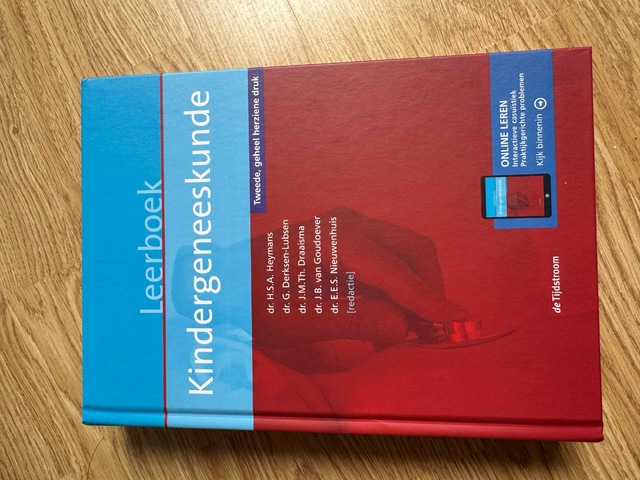 Leerboek
Kindergeneeskunde
Tweede, geheel herziene druk
dr. H.S.A. Heymans
dr. G. Derksen-Lubsen
dr. J.M.Th. Draaisma
dr. J.B. van Goudoever
dr. E.E.S. Nieuwenhuis
[redactie]
ONLINE LEREN
Interactieve casuïstiek
Praktijkgerichte problemen
Kijk binnenin
de Tijdstroom